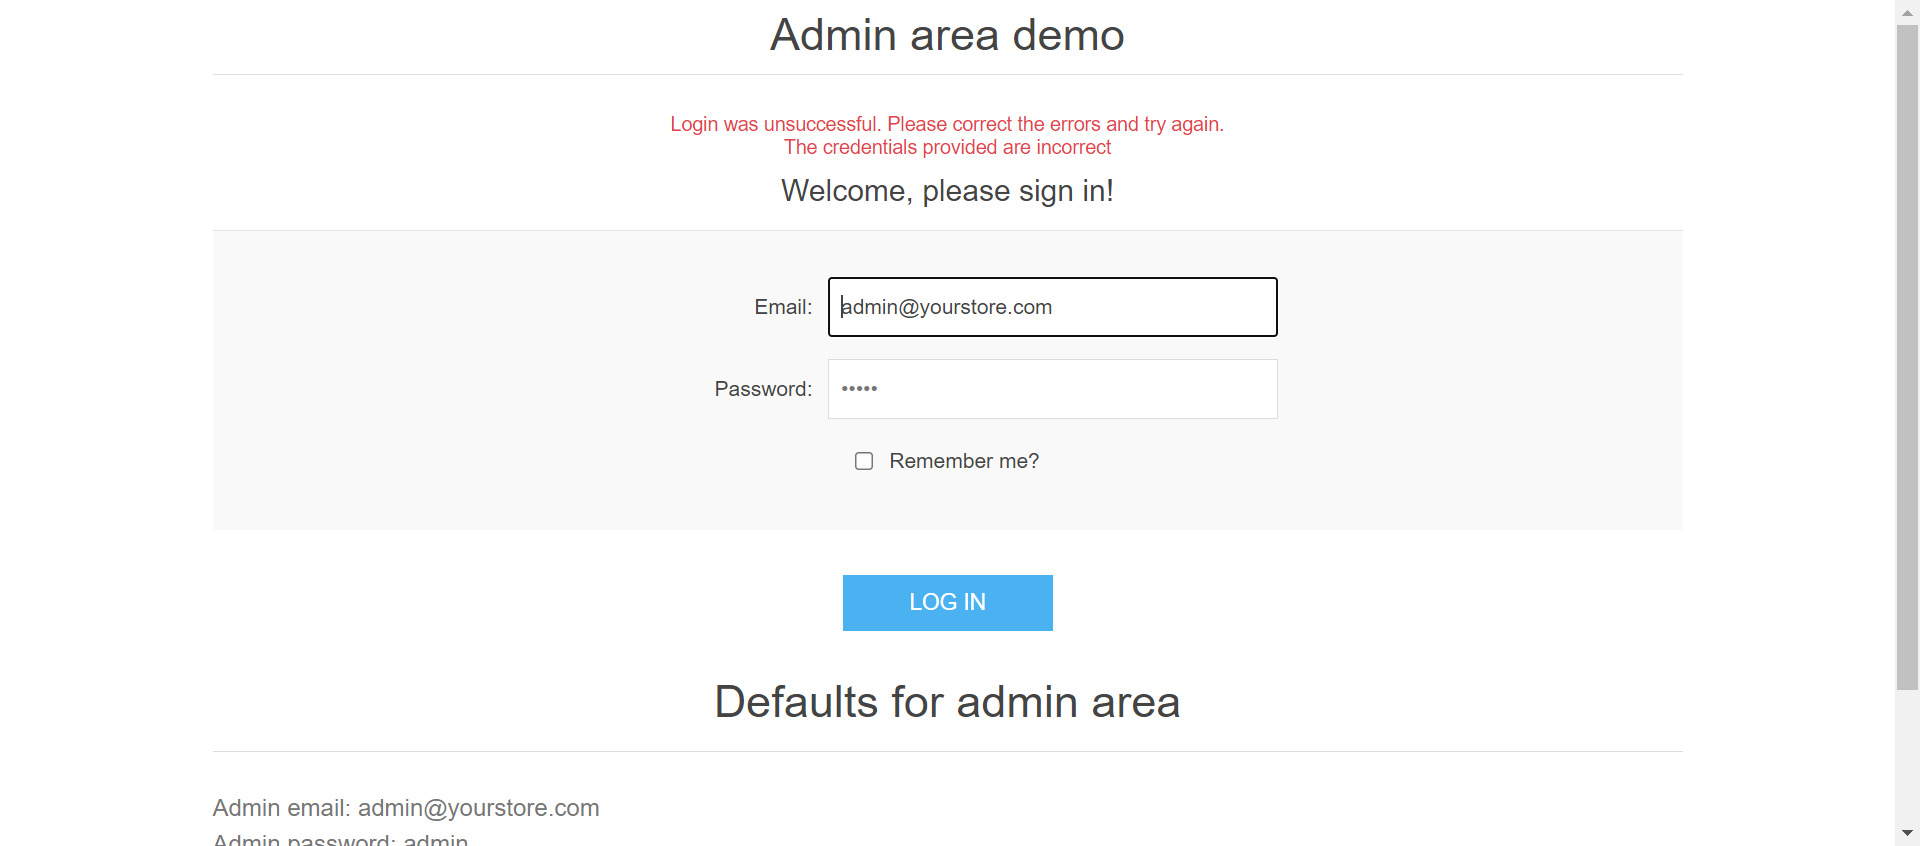 Admin area demo
Login was unsuccessful. Please correct the errors and try again.
The credentials provided are incorrect
Welcome, please sign in!
Email: admin@yourstore.com
Password: •••••
Remember me?
LOG IN
Defaults for admin area
Admin email: admin@yourstore.com
Admin password: admin